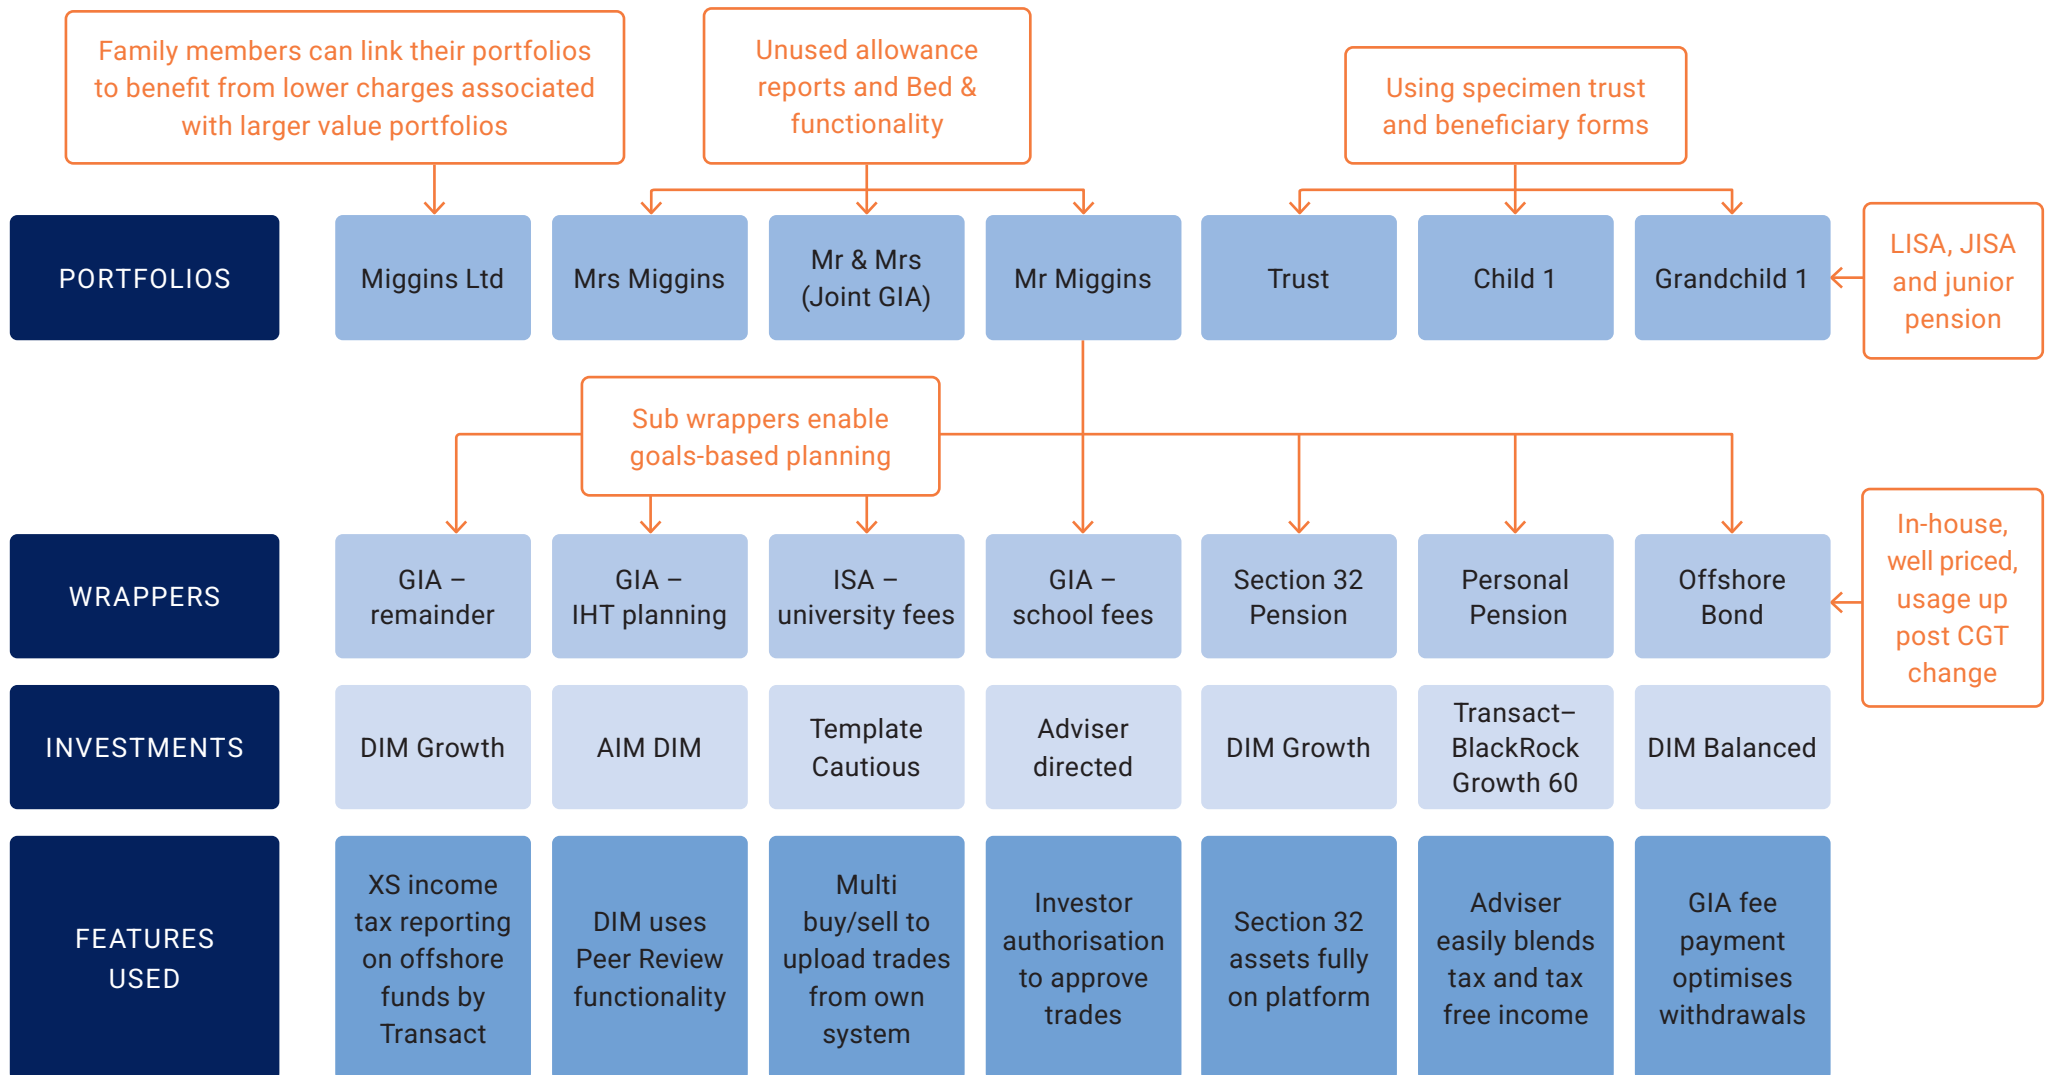 Family members can link their portfolios
to benefit from lower charges associated
with larger value portfolios
Unused allowance
reports and Bed &
functionality
Using specimen trust
and beneficiary forms
PORTFOLIOS
Miggins Ltd
Mrs Miggins
Mr & Mrs
(Joint GIA)
Mr Miggins
Trust
Child 1
Grandchild 1
LISA, JISA
and junior
pension
Sub wrappers enable
goals-based planning
WRAPPERS
GIA –
remainder
GIA –
IHT planning
ISA –
university fees
GIA –
school fees
Section 32
Pension
Personal
Pension
Offshore
Bond
In-house,
well priced,
usage up
post CGT
change
INVESTMENTS
DIM Growth
AIM DIM
Template
Cautious
Adviser
directed
DIM Growth
Transact–
BlackRock
Growth 60
DIM Balanced
FEATURES
USED
XS income
tax reporting
on offshore
funds by
Transact
DIM uses
Peer Review
functionality
Multi
buy/sell to
upload trades
from own
system
Investor
authorisation
to approve
trades
Section 32
assets fully
on platform
Adviser
easily blends
tax and tax
free income
GIA fee
payment
optimises
withdrawals